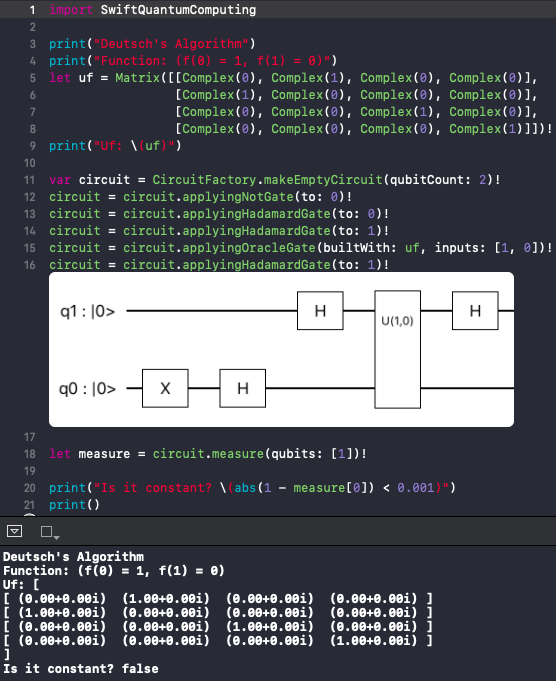 1 import SwiftQuantumComputing
2
3 print("Deutsch's Algorithm")
4 print("Function: (f(0) = 1, f(1) = 0)")
5 let uf = Matrix([[Complex(0), Complex(1), Complex(0), Complex(0)],
6 [Complex(1), Complex(0), Complex(0), Complex(0)],
7 [Complex(0), Complex(0), Complex(1), Complex(0)],
8 [Complex(0), Complex(0), Complex(0), Complex(1)]])!
9 print("Uf: \(uf)")
10
11 var circuit = CircuitFactory.makeEmptyCircuit(qubitCount: 2)!
12 circuit = circuit.applyingNotGate(to: 0)!
13 circuit = circuit.applyingHadamardGate(to: 0)!
14 circuit = circuit.applyingHadamardGate(to: 1)!
15 circuit = circuit.applyingOracleGate(builtWith: uf, inputs: [1, 0])!
16 circuit = circuit.applyingHadamardGate(to: 1)!
q1 : |0> H U(1,0) H
q0 : |0> X H
17
18 let measure = circuit.measure(qubits: [1])!
19
20 print("Is it constant? \(abs(1 - measure[0]) < 0.001)")
21 print()
Deutsch's Algorithm
Function: (f(0) = 1, f(1) = 0)
Uf: [
[ (0.00+0.00i) (1.00+0.00i) (0.00+0.00i) (0.00+0.00i) ]
[ (1.00+0.00i) (0.00+0.00i) (0.00+0.00i) (0.00+0.00i) ]
[ (0.00+0.00i) (0.00+0.00i) (1.00+0.00i) (0.00+0.00i) ]
[ (0.00+0.00i) (0.00+0.00i) (0.00+0.00i) (1.00+0.00i) ]
]
Is it constant? false